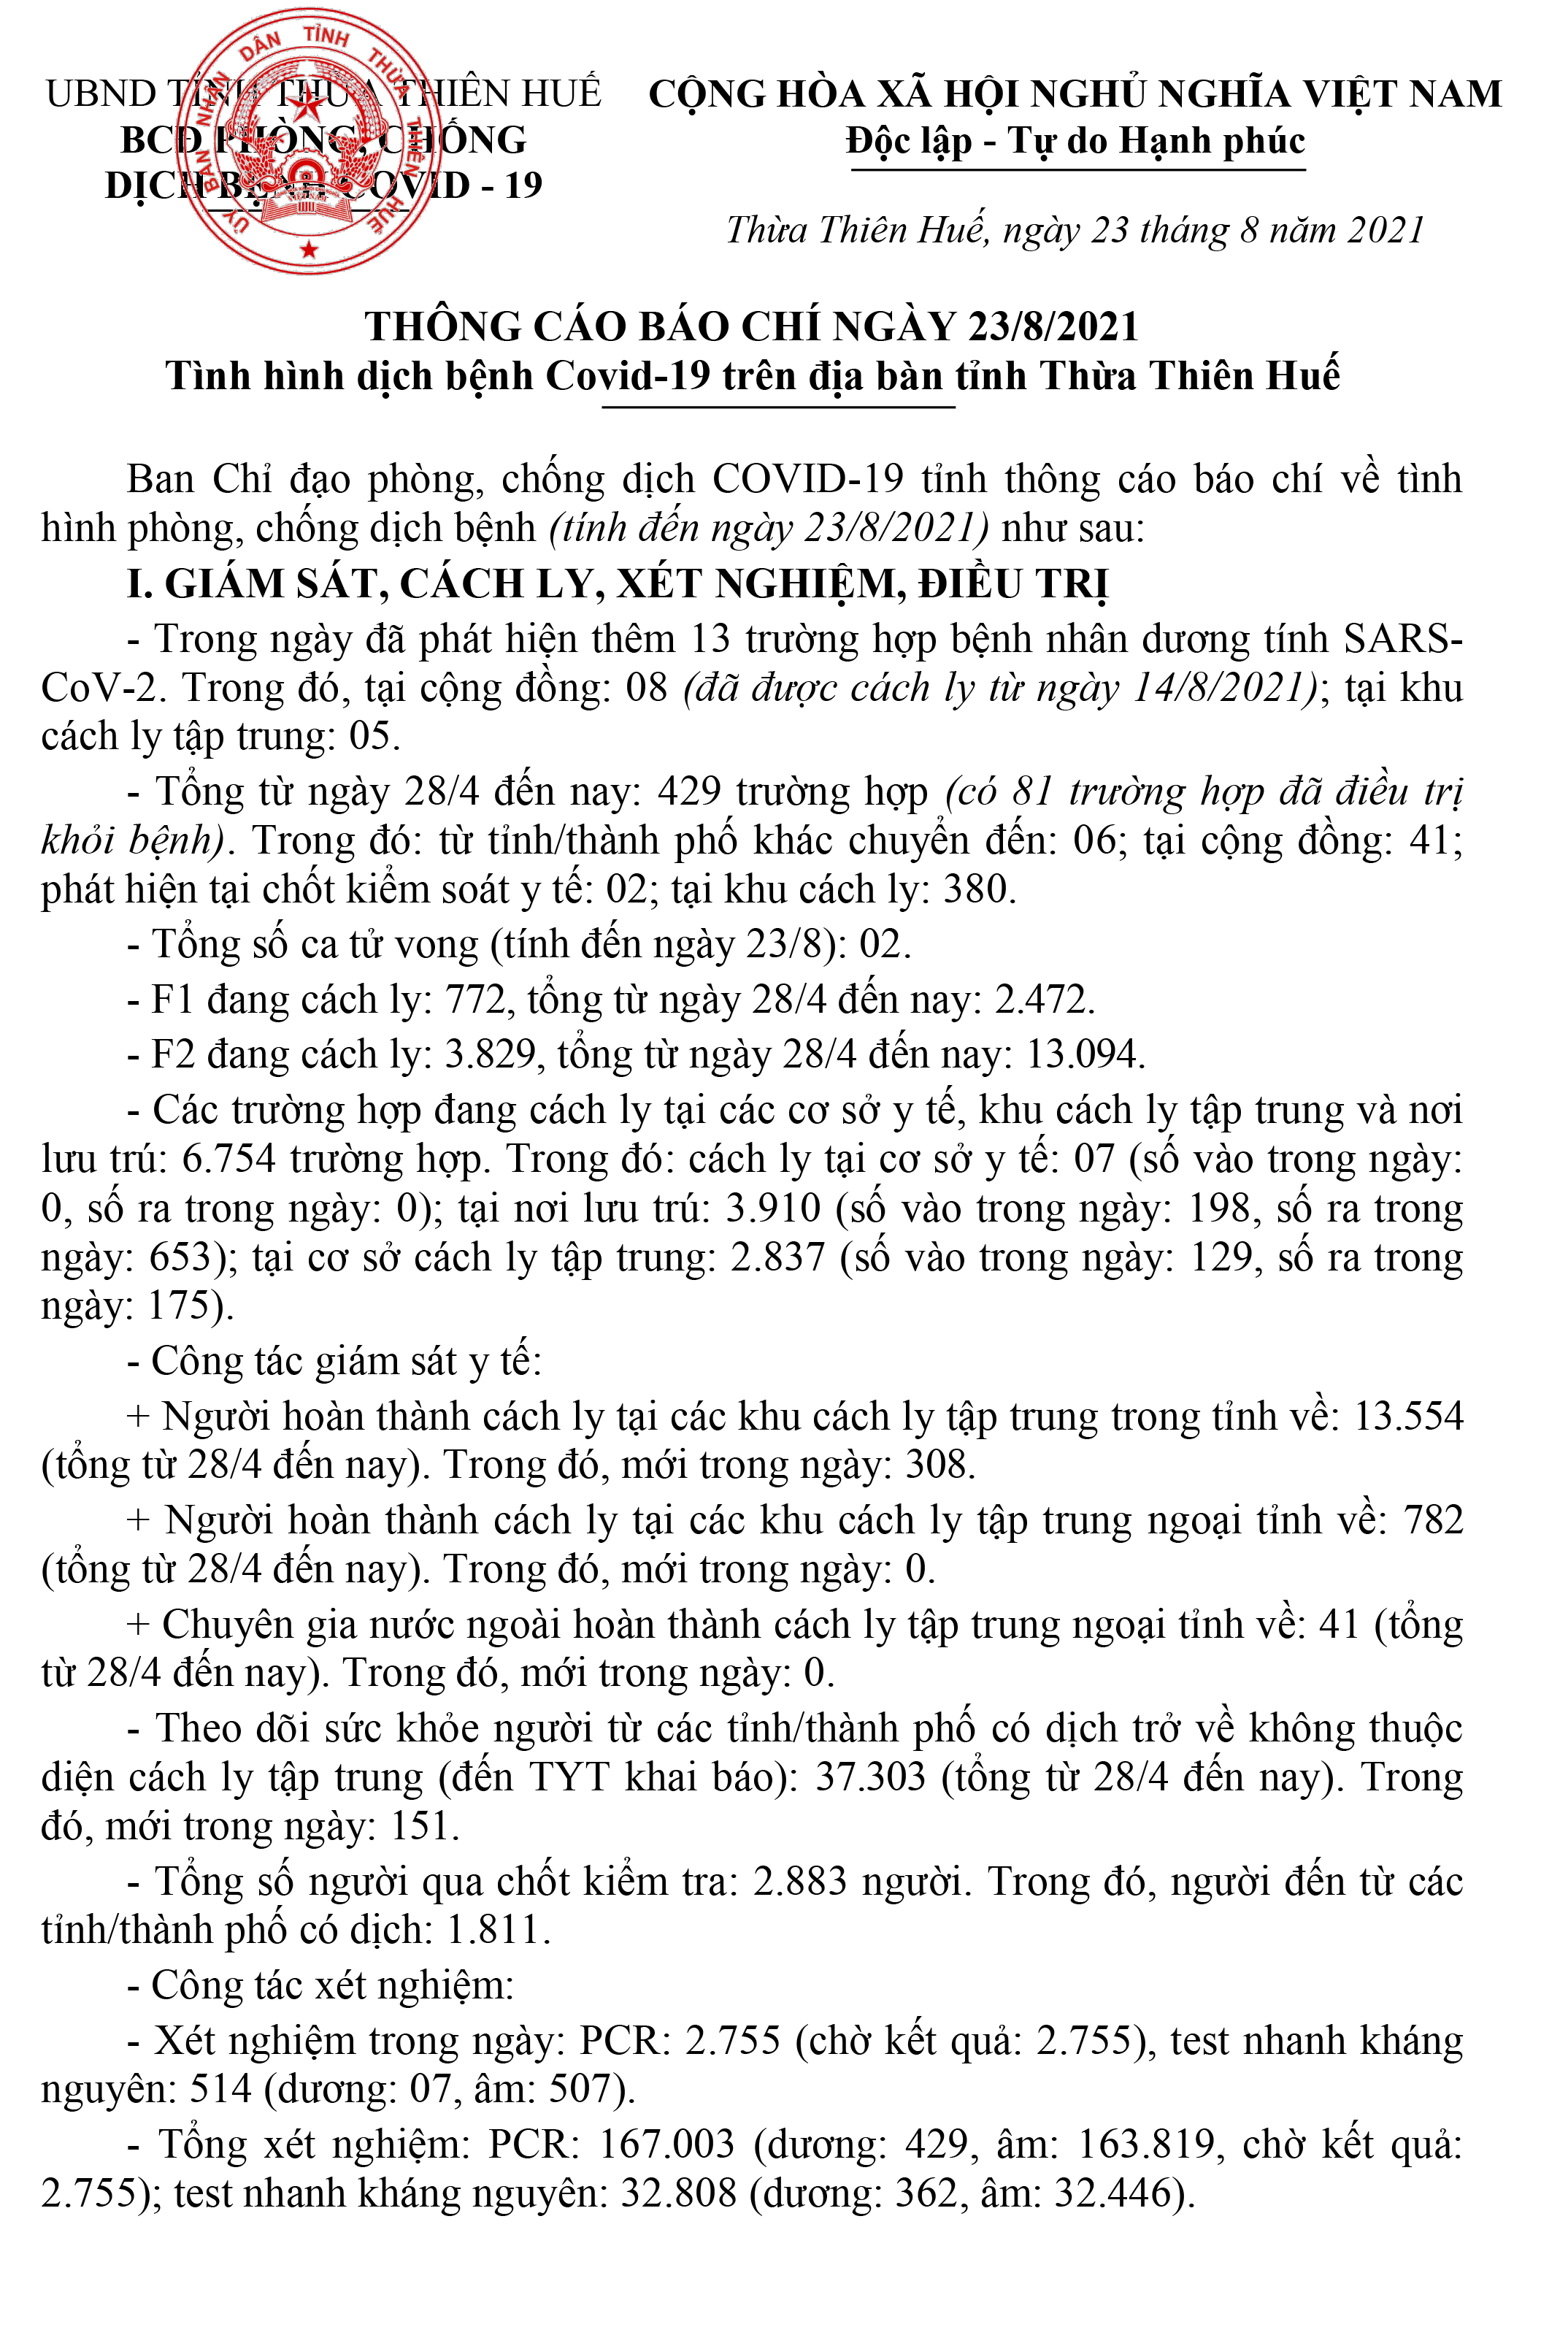 UBND TỈNH THỪA THIÊN HUẾ
BCĐ PHÒNG, CHỐNG
DỊCH BỆNH COVID - 19
ỦY BAN NHÂN DÂN TỈNH THỪA THIÊN HUẾ
VIỆT NAM
CỘNG HÒA XÃ HỘI NGHỦ NGHĨA VIỆT NAM
Độc lập - Tự do Hạnh phúc
Thừa Thiên Huế, ngày 23 tháng 8 năm 2021
THÔNG CÁO BÁO CHÍ NGÀY 23/8/2021
Tình hình dịch bệnh Covid-19 trên địa bàn tỉnh Thừa Thiên Huế
Ban Chỉ đạo phòng, chống dịch COVID-19 tỉnh thông cáo báo chí về tình
hình phòng, chống dịch bệnh (tính đến ngày 23/8/2021) như sau:
I. GIÁM SÁT, CÁCH LY, XÉT NGHIỆM, ĐIỀU TRỊ
- Trong ngày đã phát hiện thêm 13 trường hợp bệnh nhân dương tính SARS-
CoV-2. Trong đó, tại cộng đồng: 08 (đã được cách ly từ ngày 14/8/2021); tại khu
cách ly tập trung: 05.
- Tổng từ ngày 28/4 đến nay: 429 trường hợp (có 81 trường hợp đã điều trị
khỏi bệnh). Trong đó: từ tỉnh/thành phố khác chuyển đến: 06; tại cộng đồng: 41;
phát hiện tại chốt kiểm soát y tế: 02; tại khu cách ly: 380.
- Tổng số ca tử vong (tính đến ngày 23/8): 02.
- F1 đang cách ly: 772, tổng từ ngày 28/4 đến nay: 2.472.
- F2 đang cách ly: 3.829, tổng từ ngày 28/4 đến nay: 13.094.
- Các trường hợp đang cách ly tại các cơ sở y tế, khu cách ly tập trung và nơi
lưu trú: 6.754 trường hợp. Trong đó: cách ly tại cơ sở y tế: 07 (số vào trong ngày:
0, số ra trong ngày: 0); tại nơi lưu trú: 3.910 (số vào trong ngày: 198, số ra trong
ngày: 653); tại cơ sở cách ly tập trung: 2.837 (số vào trong ngày: 129, số ra trong
ngày: 175).
- Công tác giám sát y tế:
+ Người hoàn thành cách ly tại các khu cách ly tập trung trong tỉnh về: 13.554
(tổng từ 28/4 đến nay). Trong đó, mới trong ngày: 308.
+ Người hoàn thành cách ly tại các khu cách ly tập trung ngoại tỉnh về: 782
(tổng từ 28/4 đến nay). Trong đó, mới trong ngày: 0.
+ Chuyên gia nước ngoài hoàn thành cách ly tập trung ngoại tỉnh về: 41 (tổng
từ 28/4 đến nay). Trong đó, mới trong ngày: 0.
- Theo dõi sức khỏe người từ các tỉnh/thành phố có dịch trở về không thuộc
diện cách ly tập trung (đến TYT khai báo): 37.303 (tổng từ 28/4 đến nay). Trong
đó, mới trong ngày: 151.
- Tổng số người qua chốt kiểm tra: 2.883 người. Trong đó, người đến từ các
tỉnh/thành phố có dịch: 1.811.
- Công tác xét nghiệm:
- Xét nghiệm trong ngày: PCR: 2.755 (chờ kết quả: 2.755), test nhanh kháng
nguyên: 514 (dương: 07, âm: 507).
- Tổng xét nghiệm: PCR: 167.003 (dương: 429, âm: 163.819, chờ kết quả:
2.755); test nhanh kháng nguyên: 32.808 (dương: 362, âm: 32.446).